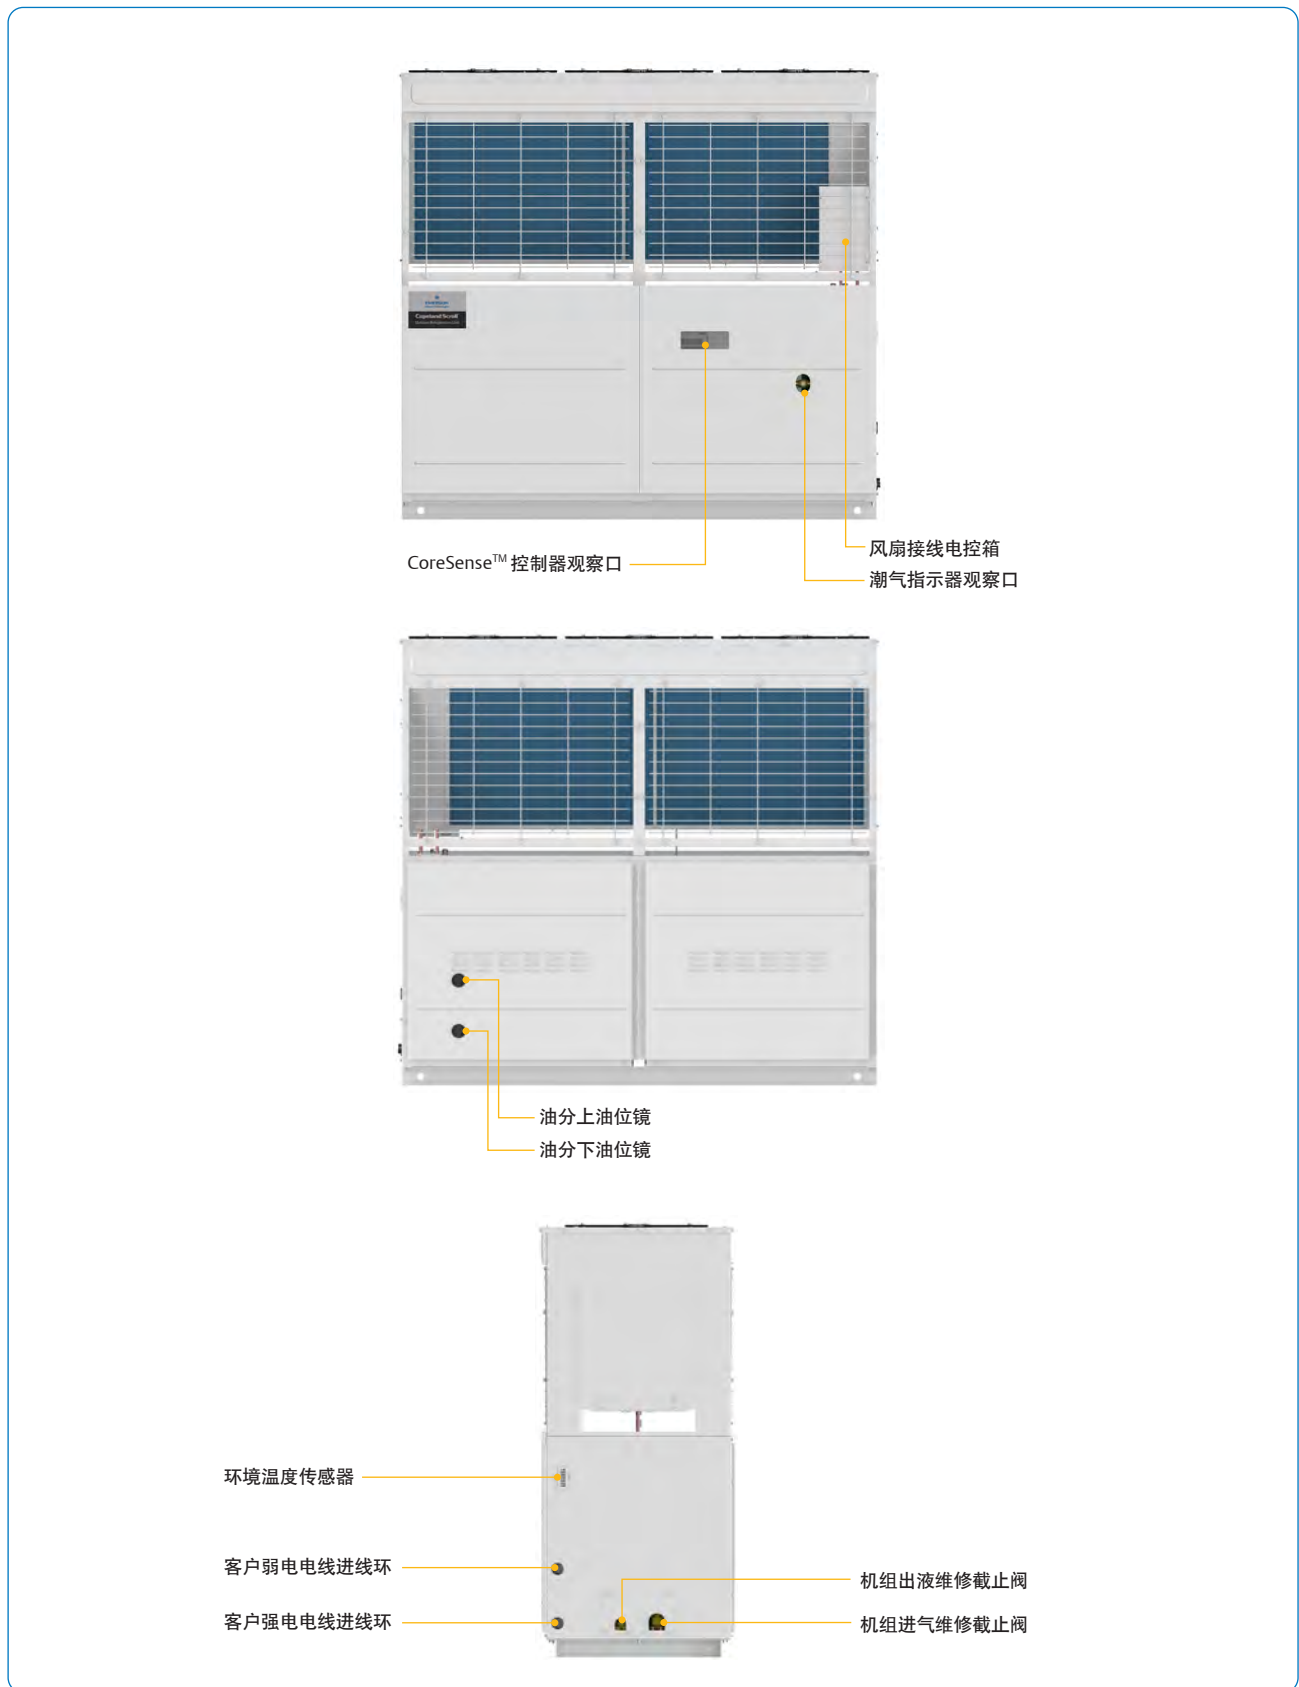 EMERSON
Copeland Scroll
CoreSense™ 控制器观察口
风扇接线电控箱
潮气指示器观察口
油分上油位镜
油分下油位镜
环境温度传感器
客户弱电电线进线环
客户强电电线进线环
机组出液维修截止阀
机组进气维修截止阀